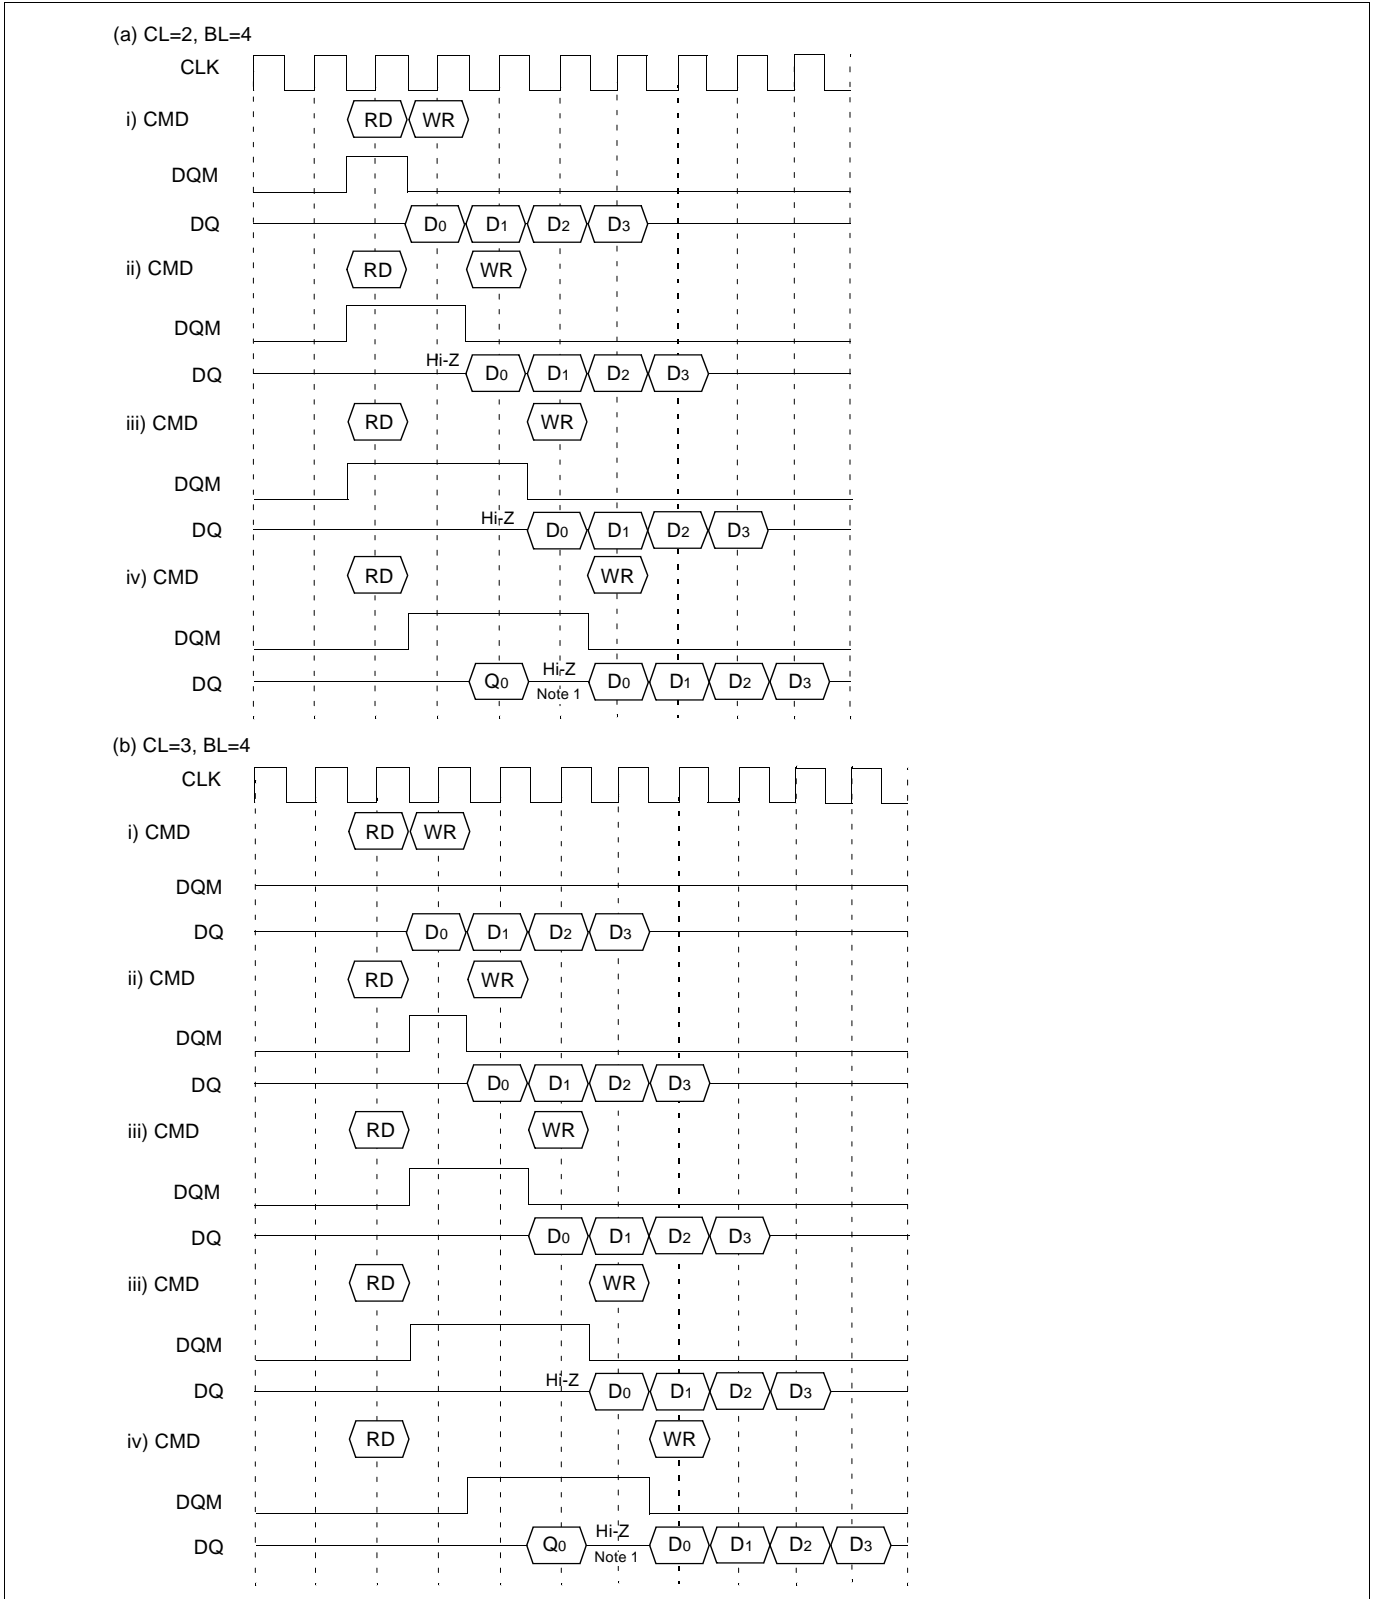 (a) CL=2, BL=4
CLK
i) CMD RD WR
DQM
DQ D0 D1 D2 D3
ii) CMD RD WR
DQM
Hi-Z
DQ D0 D1 D2 D3
iii) CMD RD WR
DQM
Hi-Z
DQ D0 D1 D2 D3
iv) CMD RD WR
DQM
Hi-Z
DQ Q0 D0 D1 D2 D3
Note 1
(b) CL=3, BL=4
CLK
i) CMD RD WR
DQM
DQ D0 D1 D2 D3
ii) CMD RD WR
DQM
DQ D0 D1 D2 D3
iii) CMD RD WR
DQM
DQ D0 D1 D2 D3
iii) CMD RD WR
DQM
Hi-Z
DQ D0 D1 D2 D3
iv) CMD RD WR
DQM
Hi-Z
DQ Q0 D0 D1 D2 D3
Note 1